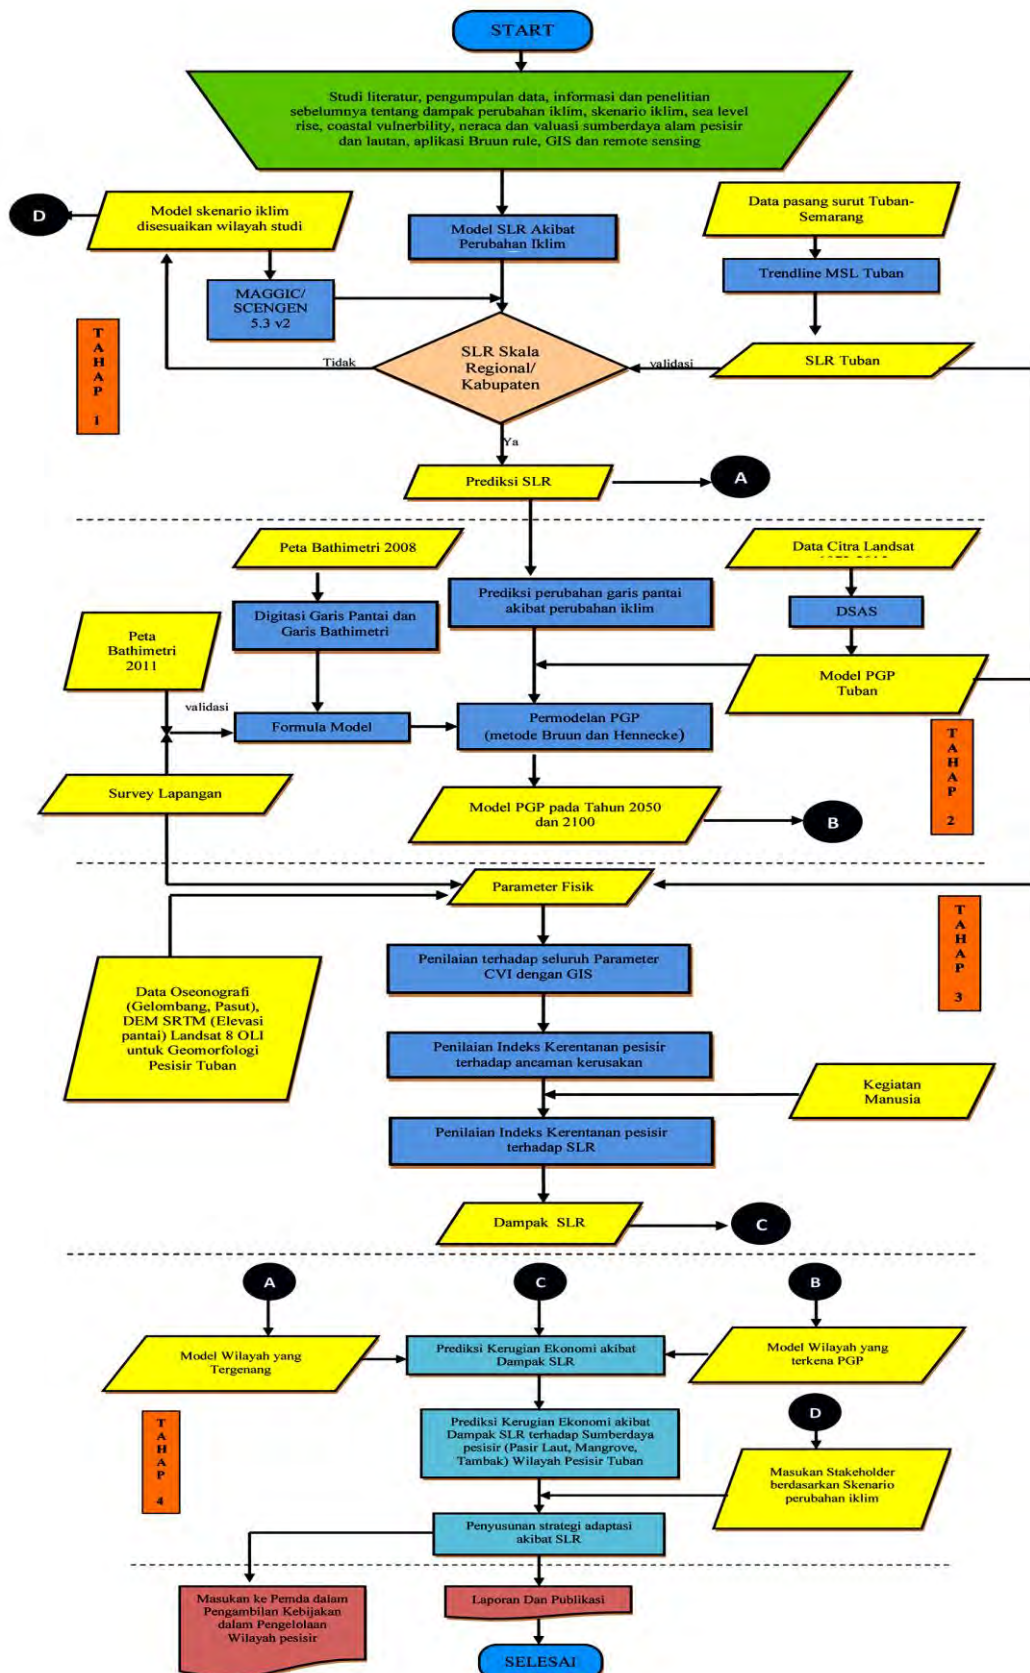 START
Studi literatur, pengumpulan data, informasi dan penelitian
sebelumnya tentang dampak perubahan iklim, skenario iklim, sea level
rise, coastal vulnerbility, neraca dan valuasi sumberdaya alam pesisir
dan lautan, aplikasi Bruun rule, GIS dan remote sensing
D
Model skenario iklim
disesuaikan wilayah studi
Model SLR Akibat
Perubahan Iklim
Data pasang surut Tuban-
Semarang
MAGGIC/
SCENGEN
5.3 v2
Trendline MSL Tuban
T
A
H
A
P
1
Tidak
SLR Skala
Regional/
Kabupaten
validasi
SLR Tuban
Ya
Prediksi SLR
A
Peta Bathimetri 2008
Data Citra Landsat
Digitasi Garis Pantai dan
Garis Bathimetri
Prediksi perubahan garis pantai
akibat perubahan iklim
DSAS
Peta
Bathimetri
2011
Model PGP
Tuban
validasi
Formula Model
Permodelan PGP
(metode Bruun dan Hennecke)
T
A
H
A
P
2
Survey Lapangan
Model PGP pada Tahun 2050
dan 2100
B
Parameter Fisik
T
A
H
A
P
3
Penilaian terhadap seluruh Parameter
CVI dengan GIS
Data Oseonografi
(Gelombang, Pasut),
DEM SRTM (Elevasi
pantai) Landsat 8 OLI
untuk Geomorfologi
Pesisir Tuban
Penilaian Indeks Kerentanan pesisir
terhadap ancaman kerusakan
Kegiatan
Manusia
Penilaian Indeks Kerentanan pesisir
terhadap SLR
Dampak SLR
C
A
C
B
Model Wilayah yang
Tergenang
Prediksi Kerugian Ekonomi akibat
Dampak SLR
Model Wilayah yang
terkena PGP
T
A
H
A
P
4
Prediksi Kerugian Ekonomi akibat
Dampak SLR terhadap Sumberdaya
pesisir (Pasir Laut, Mangrove,
Tambak) Wilayah Pesisir Tuban
D
Masukan Stakeholder
berdasarkan Skenario
perubahan iklim
Penyusunan strategi adaptasi
akibat SLR
Masukan ke Pemda dalam
Pengambilan Kebijakan
dalam Pengelolaan
Wilayah pesisir
Laporan Dan Publikasi
SELESAI